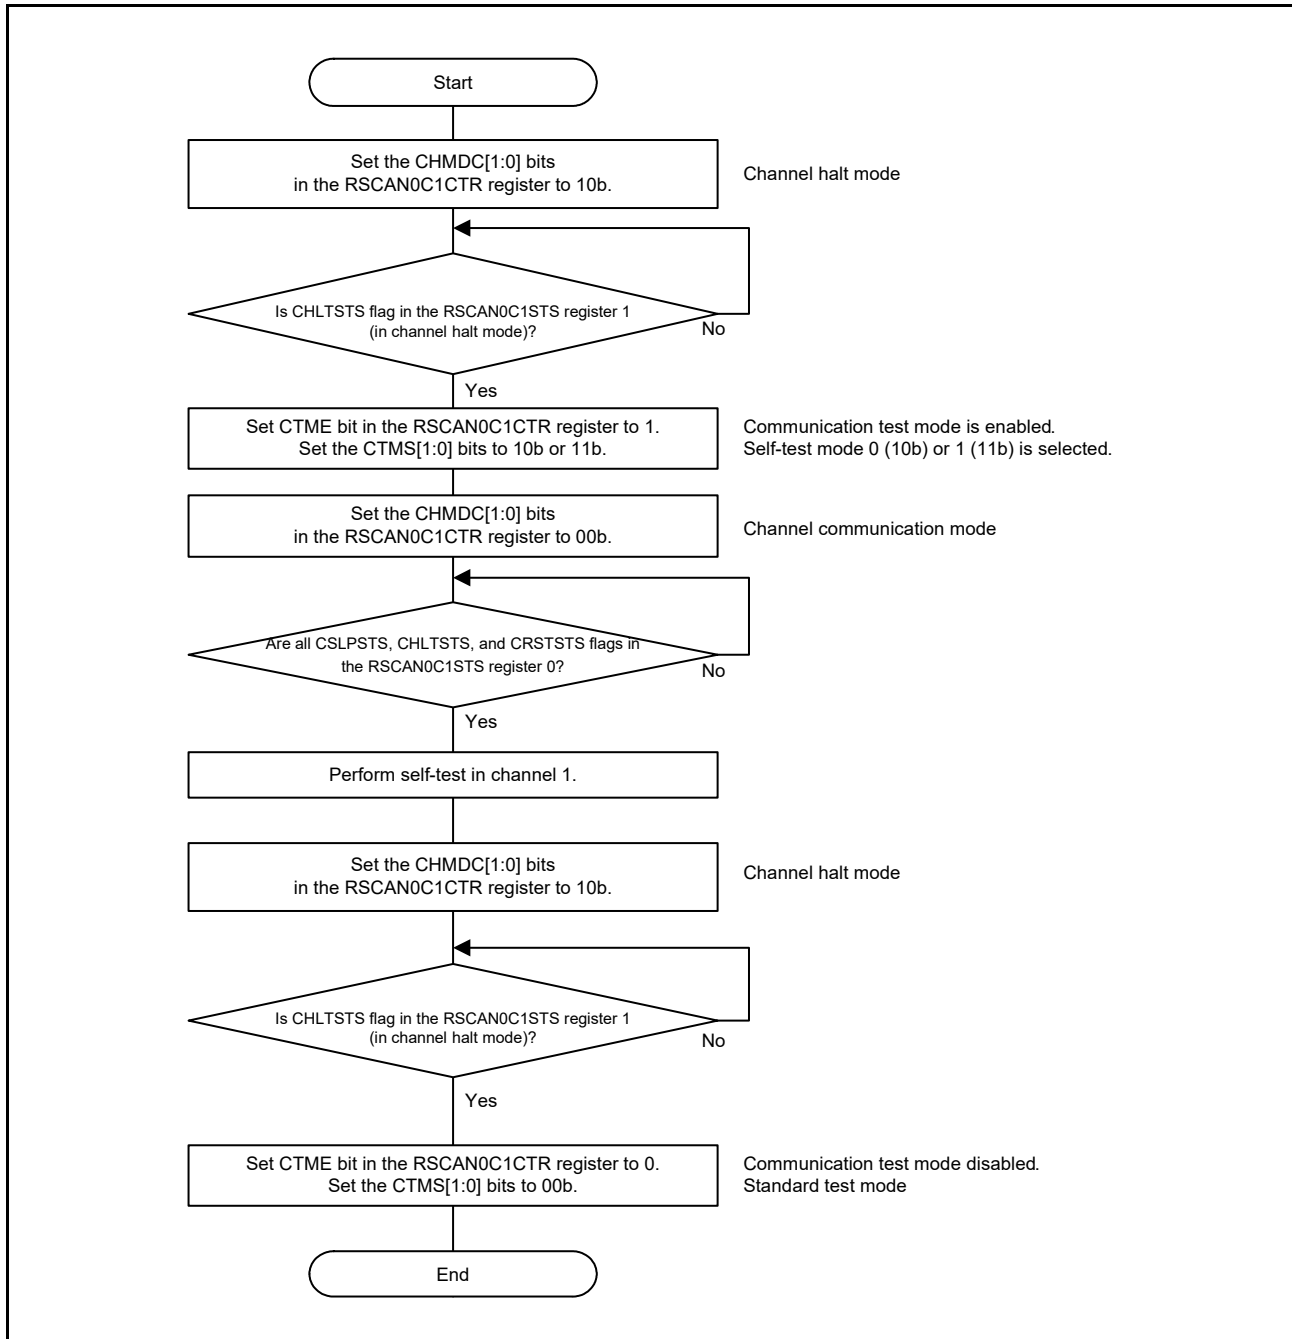 Start
Set the CHMDC[1:0] bits
in the RSCAN0C1CTR register to 10b.
Channel halt mode
Is CHLTSTS flag in the RSCAN0C1STS register 1
(in channel halt mode)?
No
Yes
Set CTME bit in the RSCAN0C1CTR register to 1.
Set the CTMS[1:0] bits to 10b or 11b.
Communication test mode is enabled.
Self-test mode 0 (10b) or 1 (11b) is selected.
Set the CHMDC[1:0] bits
in the RSCAN0C1CTR register to 00b.
Channel communication mode
Are all CSLPSTS, CHLTSTS, and CRSTSTS flags in
the RSCAN0C1STS register 0?
No
Yes
Perform self-test in channel 1.
Set the CHMDC[1:0] bits
in the RSCAN0C1CTR register to 10b.
Channel halt mode
Is CHLTSTS flag in the RSCAN0C1STS register 1
(in channel halt mode)?
No
Yes
Set CTME bit in the RSCAN0C1CTR register to 0.
Set the CTMS[1:0] bits to 00b.
Communication test mode disabled.
Standard test mode
End